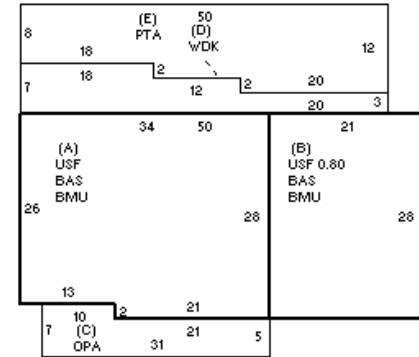 (E) 50
8 PTA (D)
WDK 12
18
7 18 2
12 2 20
20 3
34 50 21
(A) (B)
USF USF 0.80
BAS BAS
BMU BMU
26 28 28
13
10 2 21
7 (C) 21 5
OPA 31